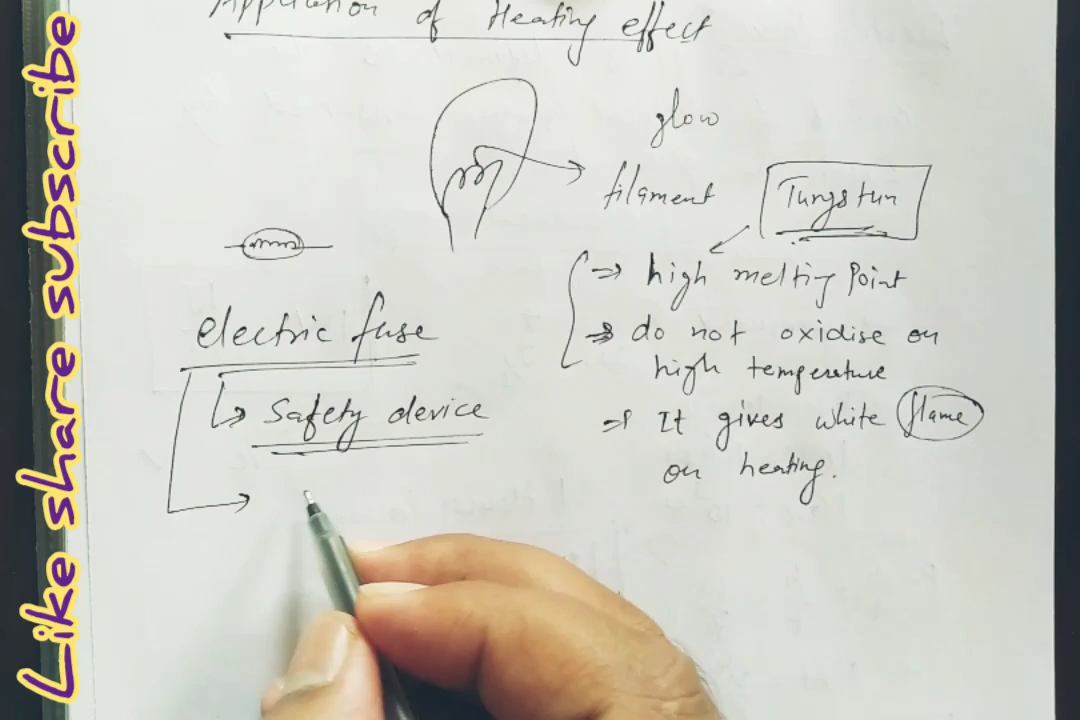 Application of Heating effect
glow
filament Tungstun
high melting point
do not oxidise on
high temperature
It gives white flame
on heating.
electric fuse
Safety device
Like share subscribe